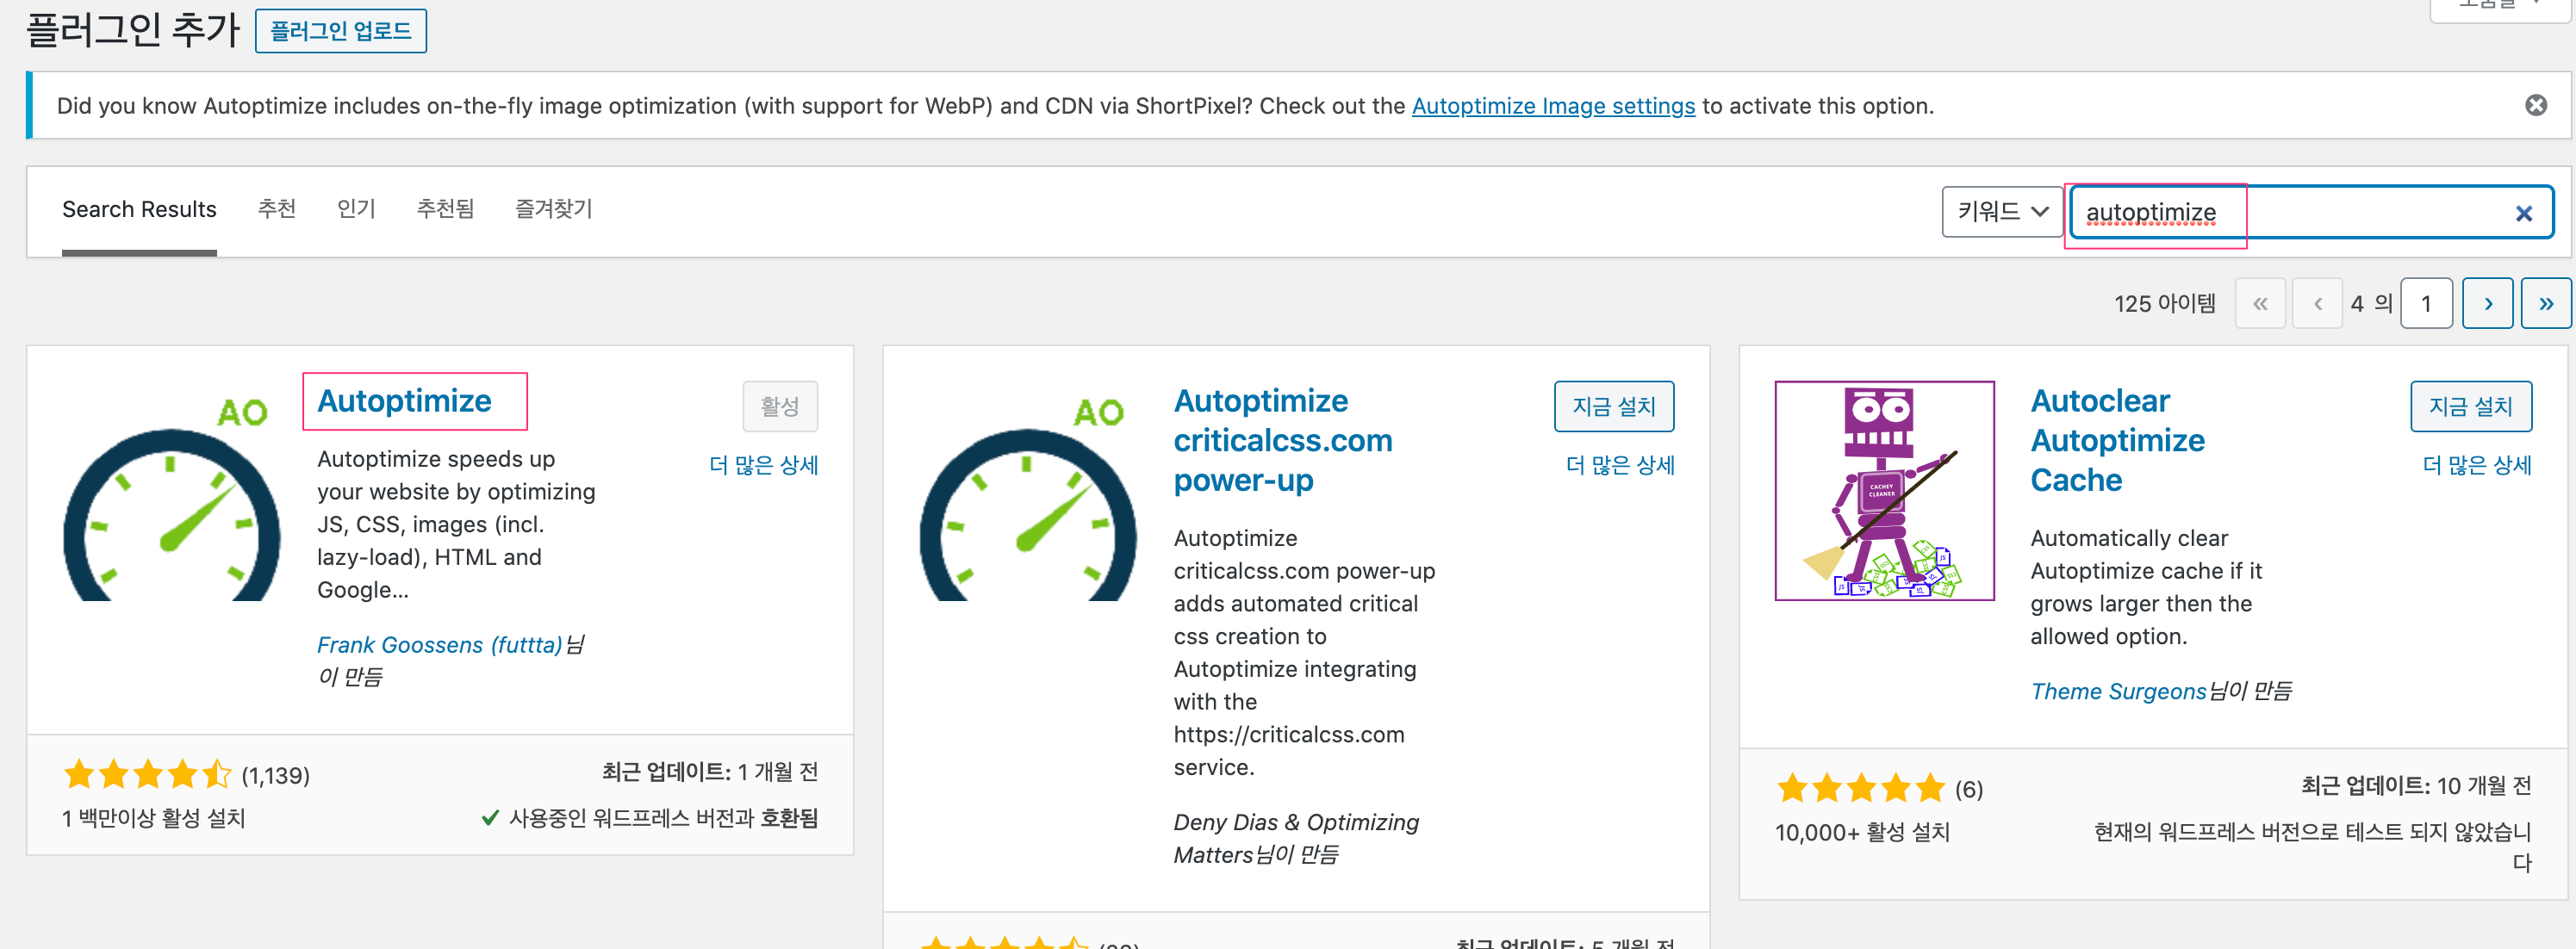 도움말
플러그인 추가 플러그인 업로드
Did you know Autoptimize includes on-the-fly image optimization (with support for WebP) and CDN via ShortPixel? Check out the Autoptimize Image settings to activate this option.
Search Results 추천 인기 추천됨 즐겨찾기 키워드 autoptimize
125 아이템 « ‹ 4 의 1 › »
AO
Autoptimize
활성
더 많은 상세
Autoptimize speeds up
your website by optimizing
JS, CSS, images (incl.
lazy-load), HTML and
Google...
Frank Goossens (futtta)님
이 만듦
(1,139)
최근 업데이트: 1 개월 전
1 백만이상 활성 설치
사용중인 워드프레스 버전과 호환됨
AO
Autoptimize
criticalcss.com
power-up
지금 설치
더 많은 상세
Autoptimize
criticalcss.com power-up
adds automated critical
css creation to
Autoptimize integrating
with the
https://criticalcss.com
service.
Deny Dias & Optimizing
Matters님이 만듦
최근 업데이트: 5 개월 전
CACHEY
CLEANER
Autoclear
Autoptimize
Cache
지금 설치
더 많은 상세
Automatically clear
Autoptimize cache if it
grows larger then the
allowed option.
Theme Surgeons님이 만듦
(6)
최근 업데이트: 10 개월 전
10,000+ 활성 설치
현재의 워드프레스 버전으로 테스트 되지 않았습니
다